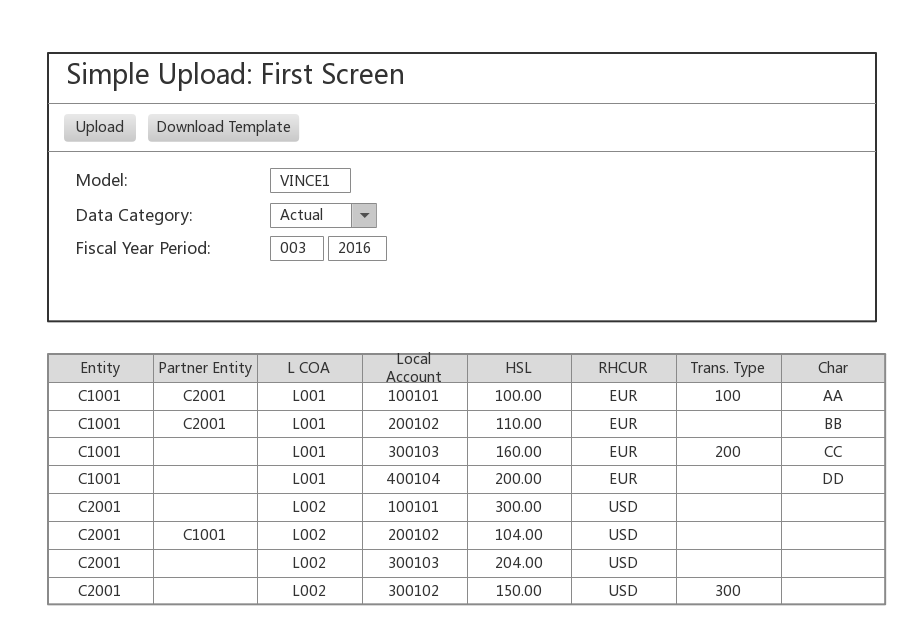 Simple Upload: First Screen
Upload Download Template
Model: VINCE1
Data Category: Actual
Fiscal Year Period: 003 2016
Entity Partner Entity L COA Local Account HSL RHCUR Trans. Type Char
C1001 C2001 L001 100101 100.00 EUR 100 AA
C1001 C2001 L001 200102 110.00 EUR BB
C1001 L001 300103 160.00 EUR 200 CC
C1001 L001 400104 200.00 EUR DD
C2001 L002 100101 300.00 USD
C2001 C1001 L002 200102 104.00 USD
C2001 L002 300103 204.00 USD
C2001 L002 300102 150.00 USD 300